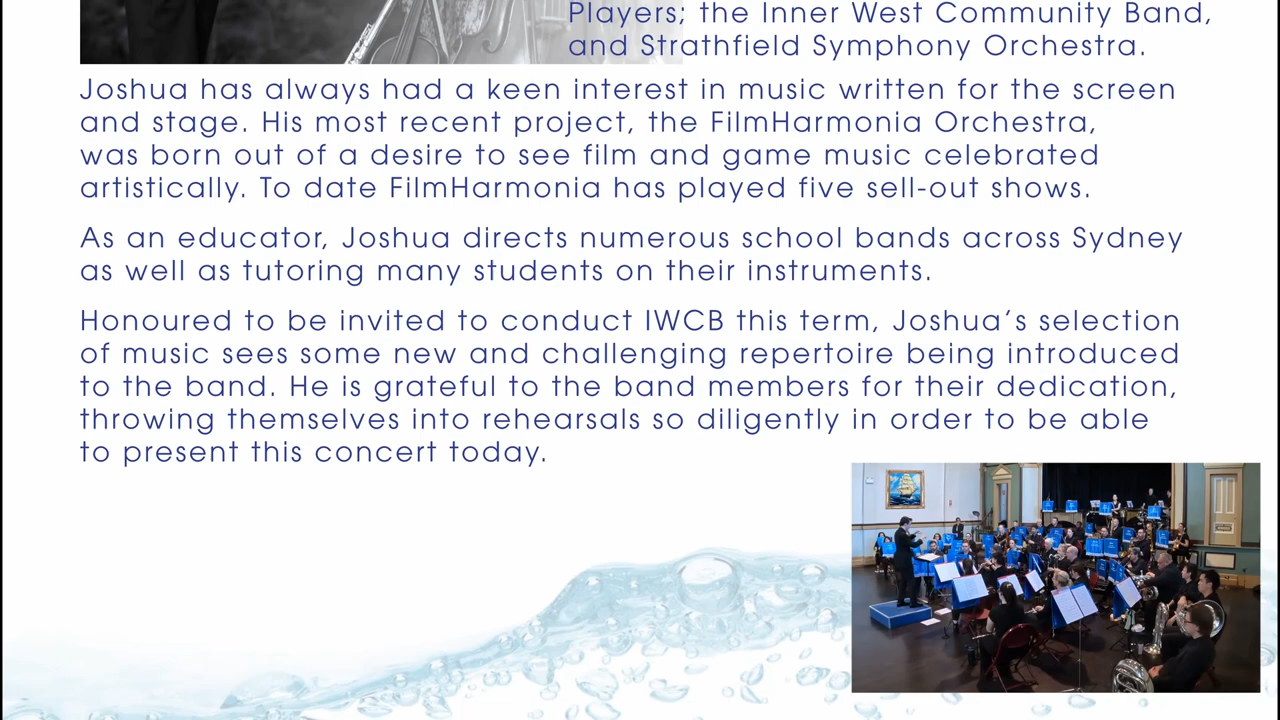 Players; the Inner West Community Band,
and Strathfield Symphony Orchestra.
Joshua has always had a keen interest in music written for the screen
and stage. His most recent project, the FilmHarmonia Orchestra,
was born out of a desire to see film and game music celebrated
artistically. To date FilmHarmonia has played five sell-out shows.
As an educator, Joshua directs numerous school bands across Sydney
as well as tutoring many students on their instruments.
Honoured to be invited to conduct IWCB this term, Joshua’s selection
of music sees some new and challenging repertoire being introduced
to the band. He is grateful to the band members for their dedication,
throwing themselves into rehearsals so diligently in order to be able
to present this concert today.